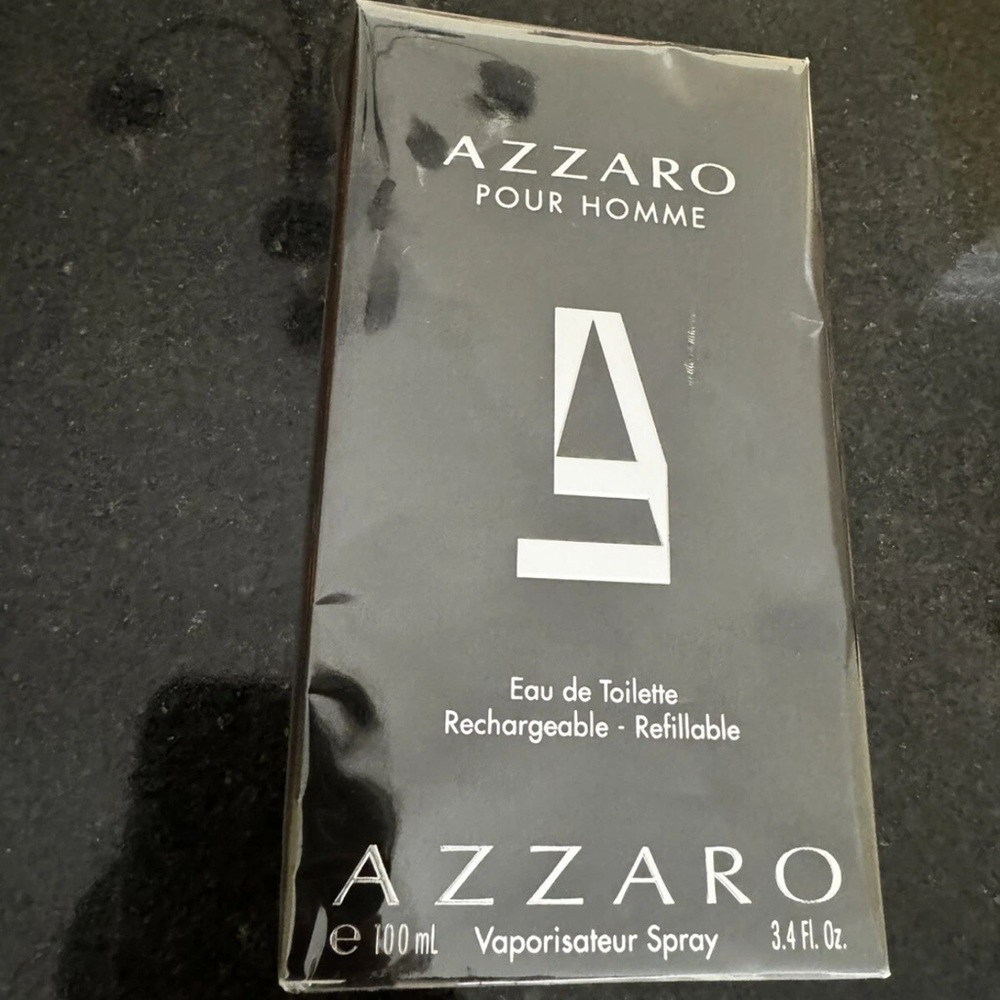 AZZARO
POUR HOMME
Eau de Toilette
Rechargeable - Refillable
AZZARO
℮ 100 mL Vaporisateur Spray 3.4 Fl. Oz.